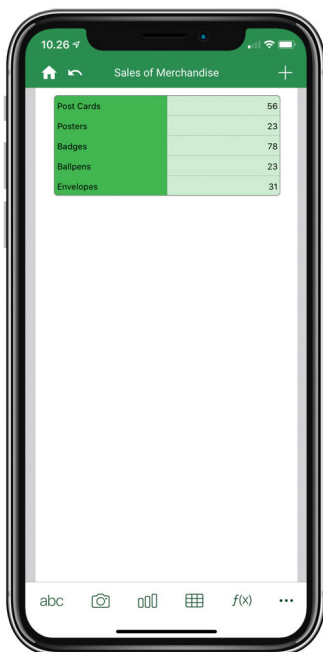 10.26
Sales of Merchandise
Post Cards 56
Posters 23
Badges 78
Ballpens 23
Envelopes 31
abc f(x)